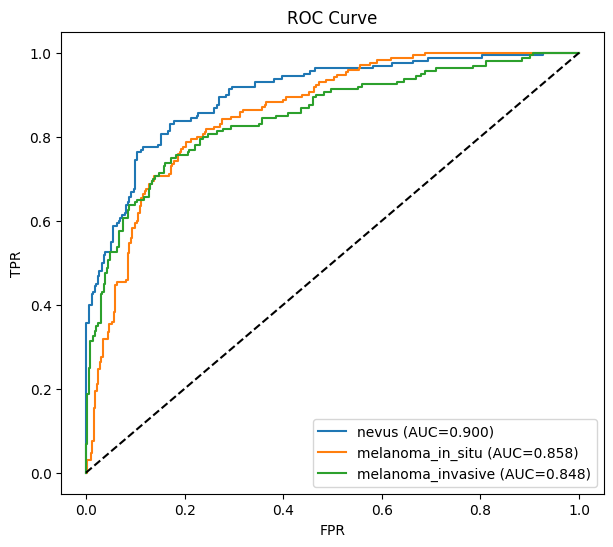 ROC Curve
TPR
1.0
0.8
0.6
0.4
0.2
0.0
nevus (AUC=0.900)
melanoma_in_situ (AUC=0.858)
melanoma_invasive (AUC=0.848)
0.0 0.2 0.4 0.6 0.8 1.0
FPR